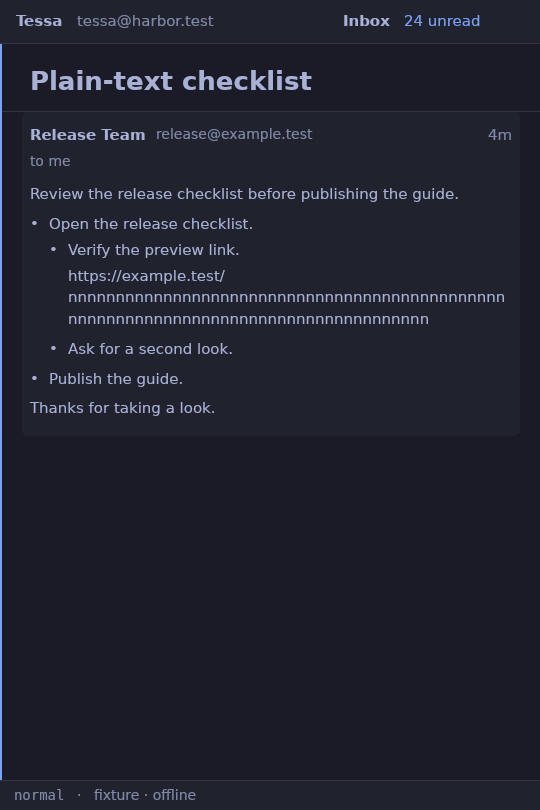 Tessa tessa@harbor.test Inbox 24 unread
Plain-text checklist
Release Team release@example.test 4m
to me
Review the release checklist before publishing the guide.
• Open the release checklist.
• Verify the preview link.
https://example.test/
nnnnnnnnnnnnnnnnnnnnnnnnnnnnnnnnnnnnnnnnnnnnnn
nnnnnnnnnnnnnnnnnnnnnnnnnnnnnnnnnnnnnn
• Ask for a second look.
• Publish the guide.
Thanks for taking a look.
normal · fixture · offline